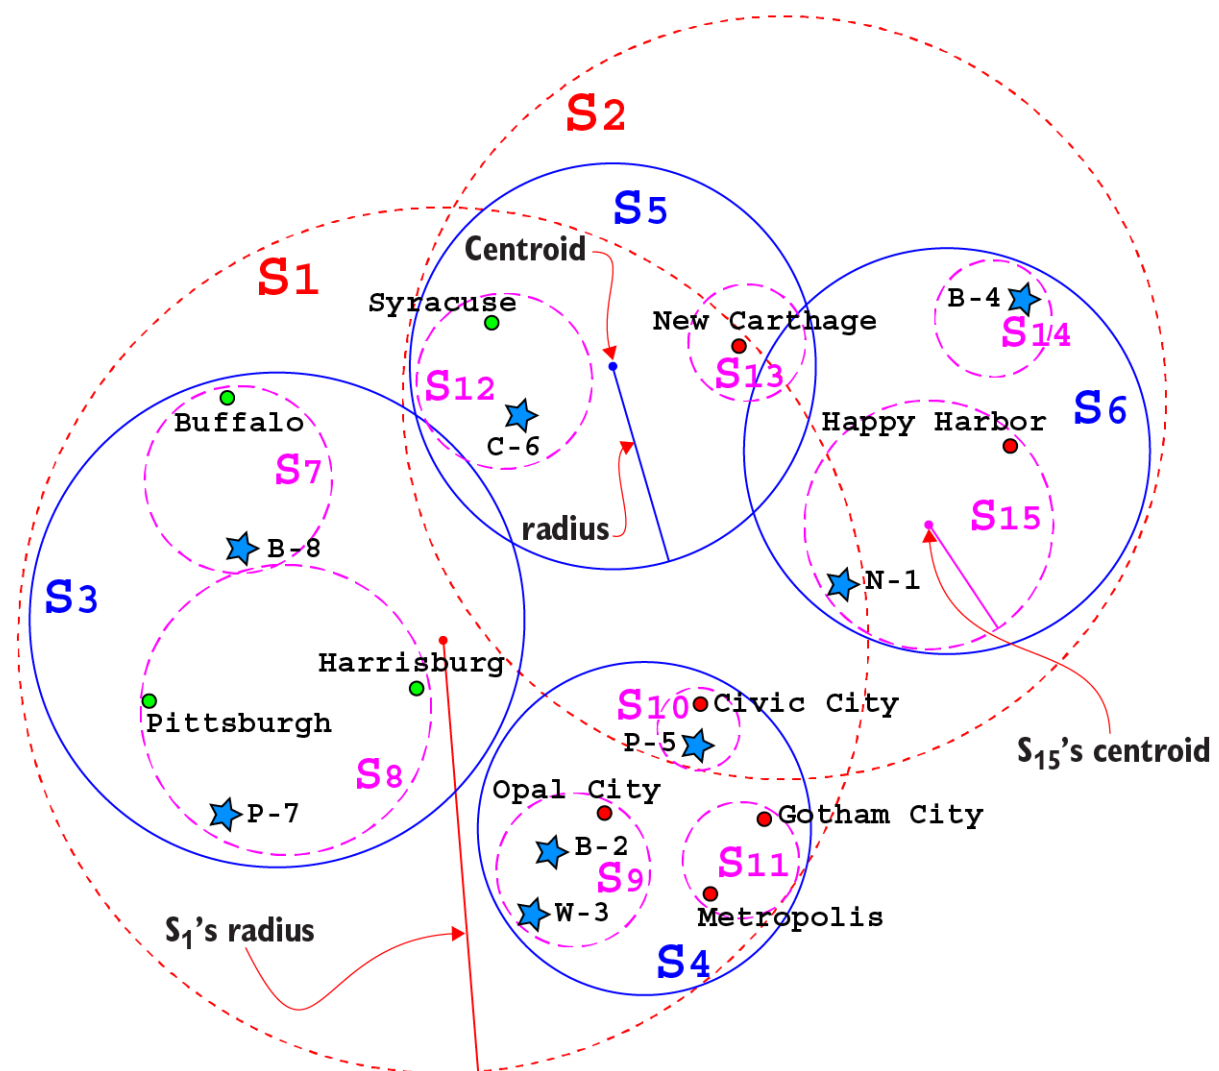 S2
S5
Centroid
S1
Syracuse
B-4
New Carthage
S14
S13
S12
S6
Buffalo
Happy Harbor
C-6
S7
S15
radius
B-8
N-1
S3
Harrisburg
S10
Civic City
Pittsburgh
P-5
S15's centroid
S8
Opal City
P-7
Gotham City
B-2
S11
S9
W-3
Metropolis
S1's radius
S4